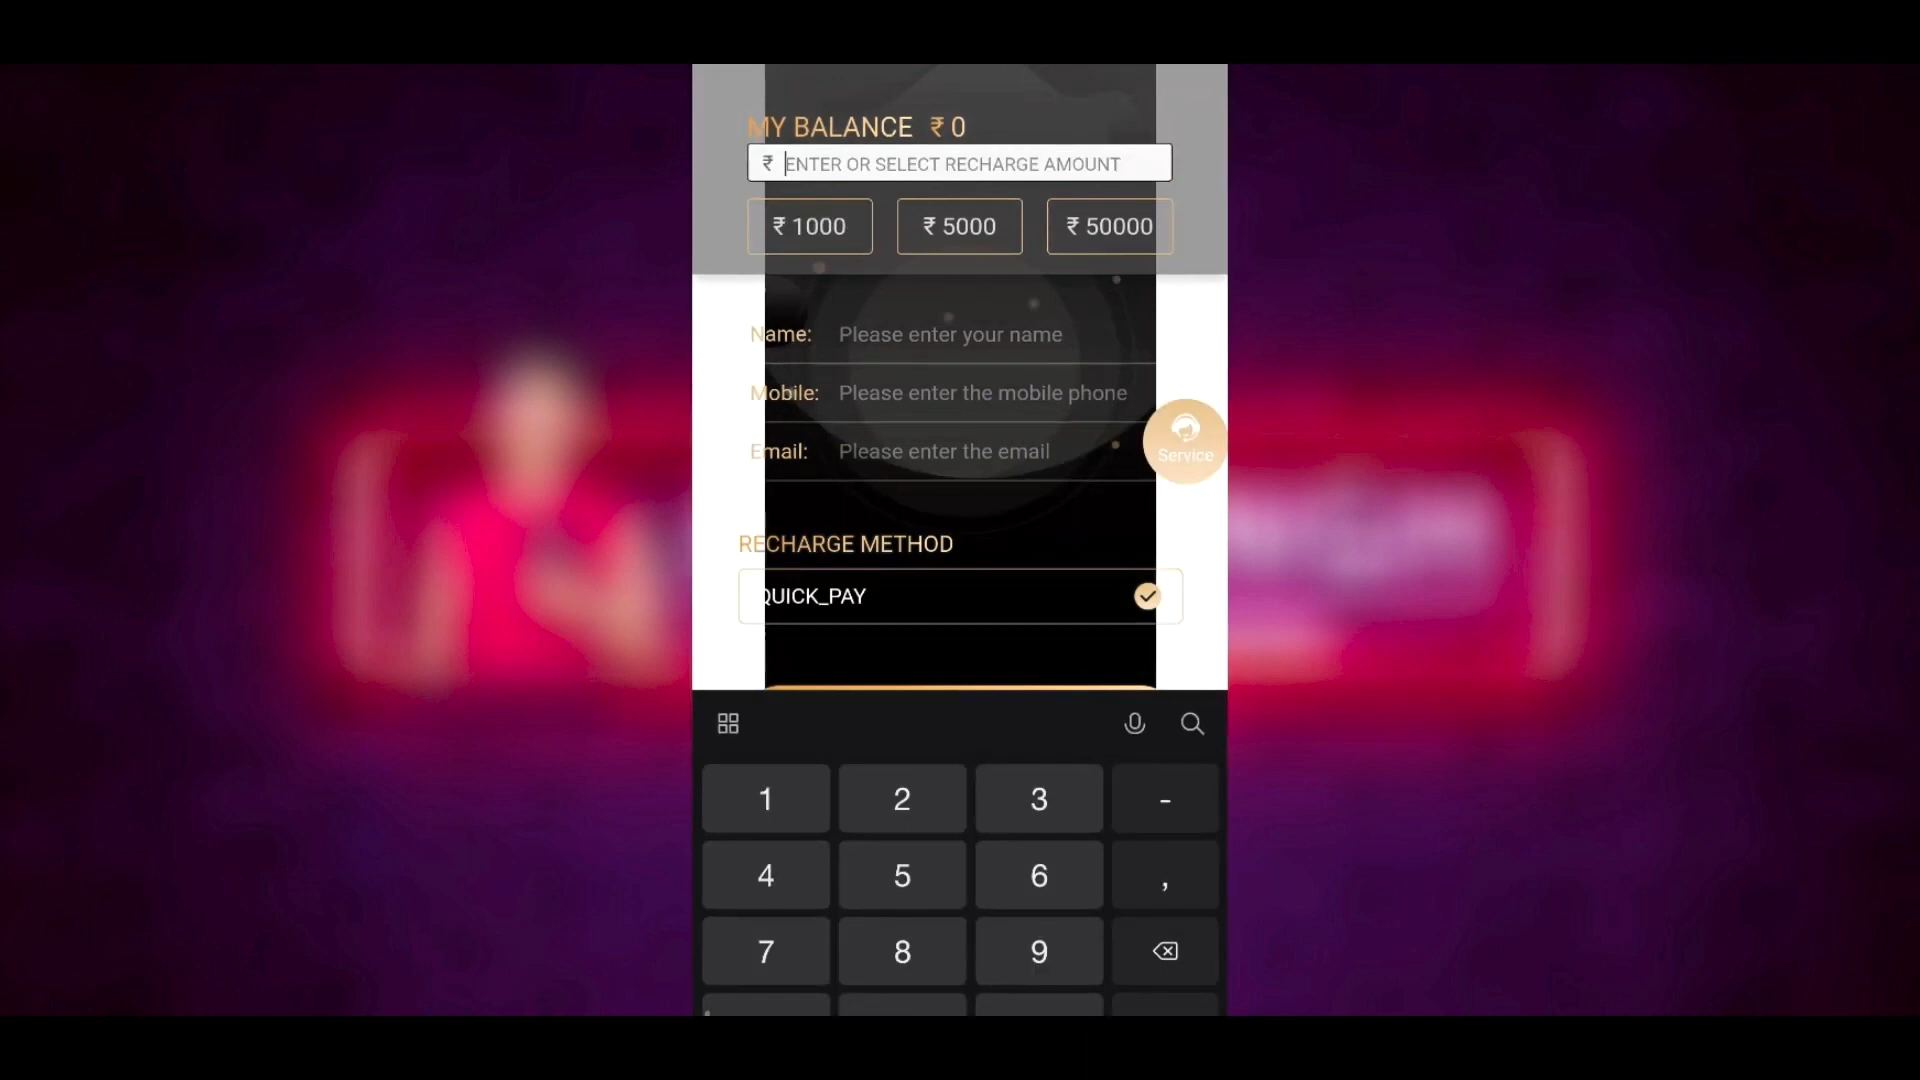 MY BALANCE ₹ 0
₹ ENTER OR SELECT RECHARGE AMOUNT
₹ 1000 ₹ 5000 ₹ 50000
Name: Please enter your name
Mobile: Please enter the mobile phone
Email: Please enter the email
Service
RECHARGE METHOD
QUICK_PAY
1 2 3 -
4 5 6 ,
7 8 9